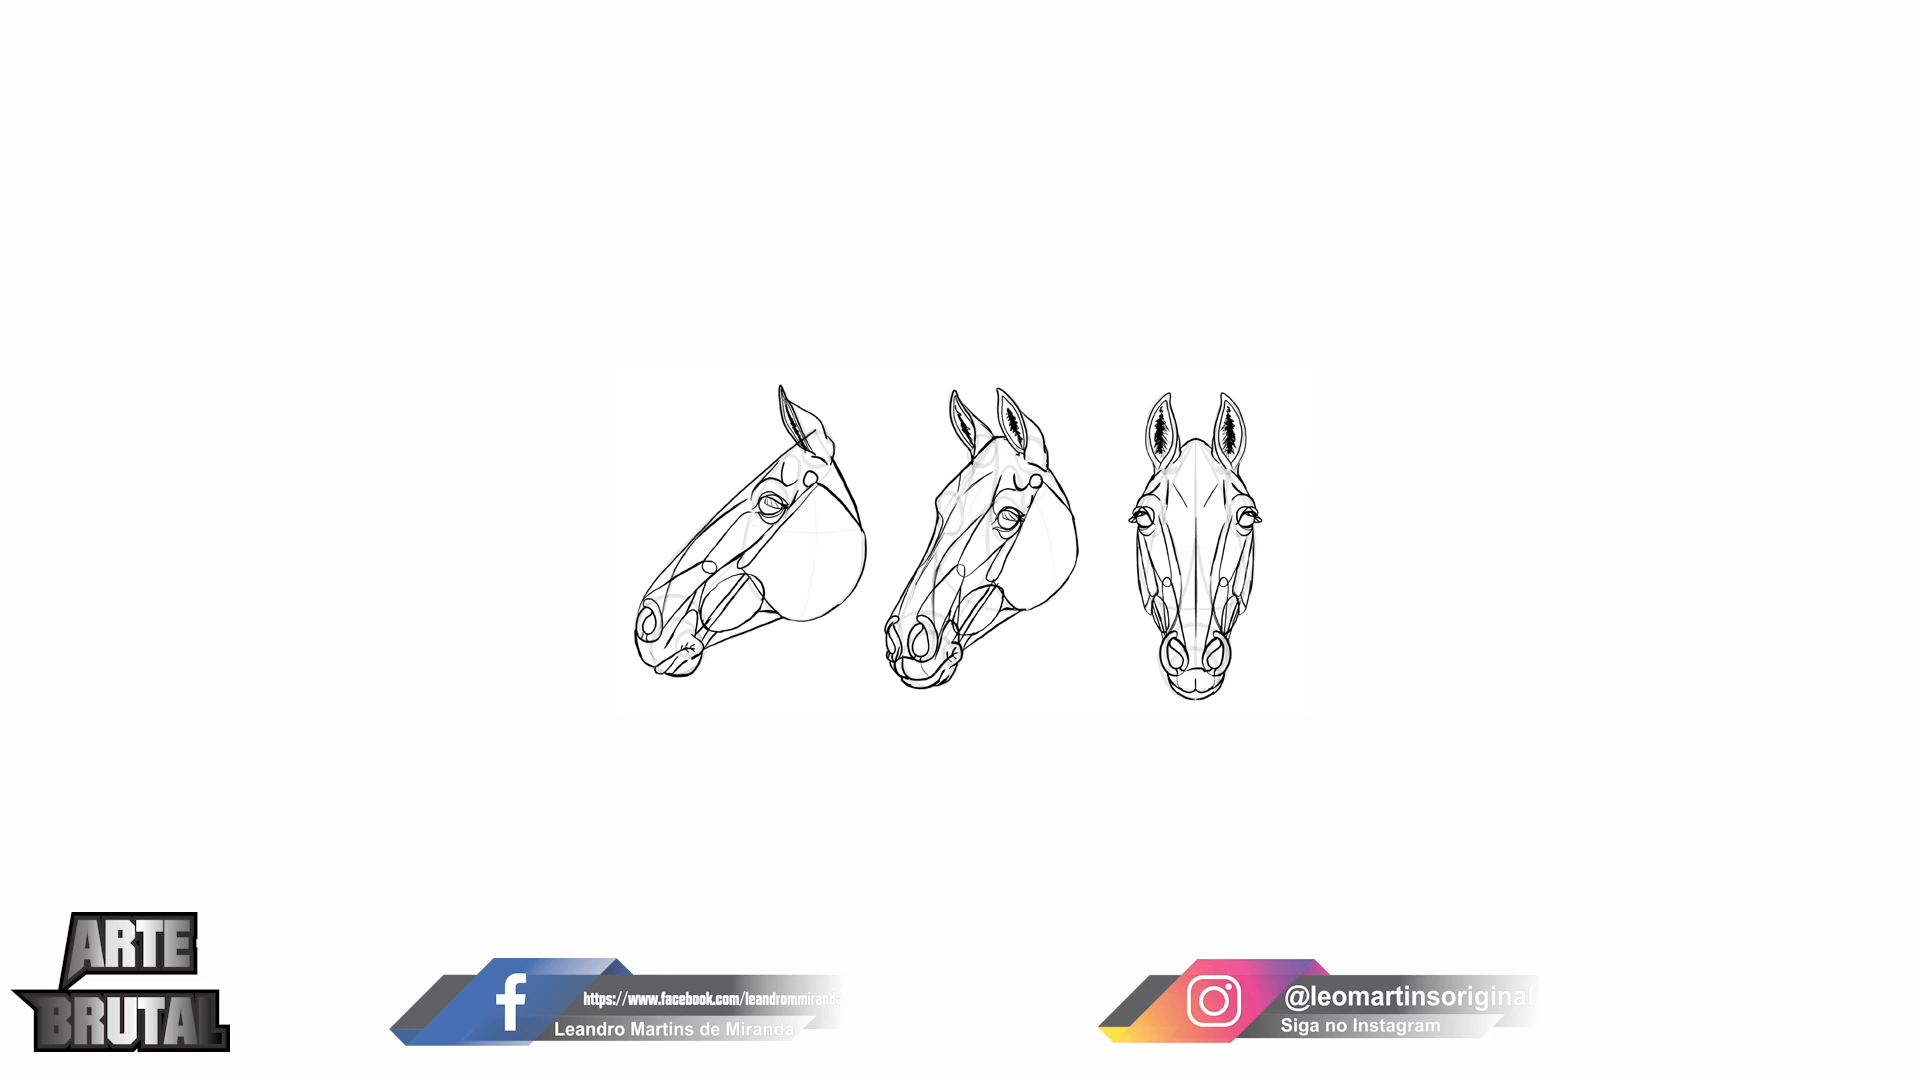 ARTE
BRUTAL
https://www.facebook.com/leandrommiranda
Leandro Martins de Miranda
@leomartinsoriginal
Siga no Instagram